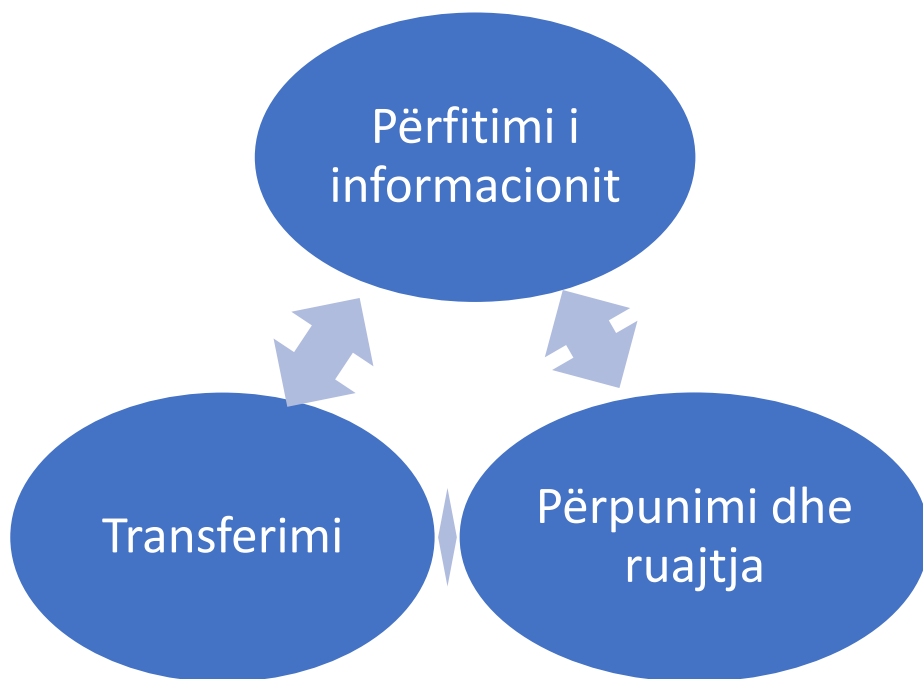 Përfitimi i
informacionit
Transferimi
Përpunimi dhe
ruajtja